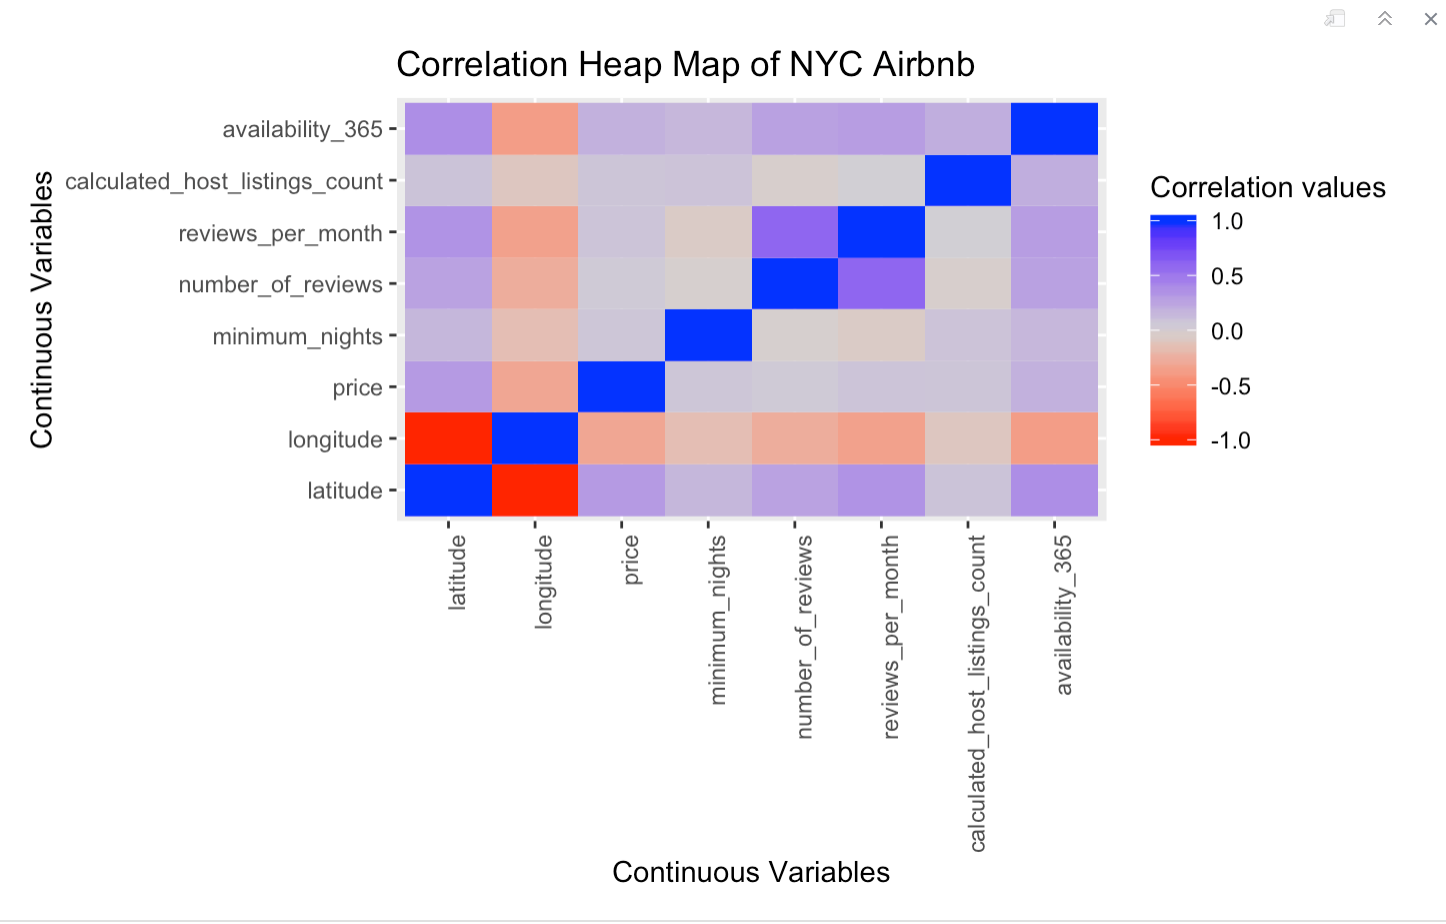 Correlation Heap Map of NYC Airbnb
Continuous Variables
availability_365
calculated_host_listings_count
reviews_per_month
number_of_reviews
minimum_nights
price
longitude
latitude
latitude
longitude
price
minimum_nights
number_of_reviews
reviews_per_month
calculated_host_listings_count
availability_365
Continuous Variables
Correlation values
1.0
0.5
0.0
-0.5
-1.0